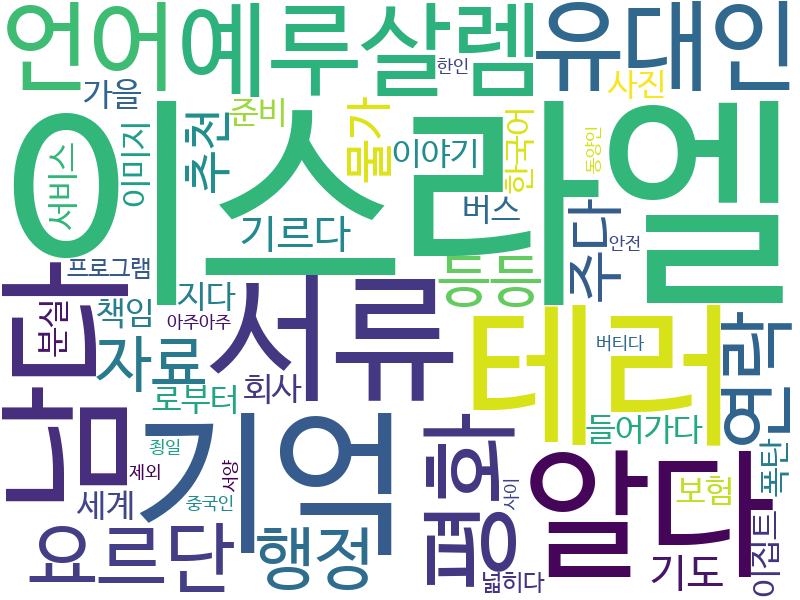 언어
예루살렘
유대인
한인
가을
준비
사진
이스라엘
서비스
이미지
추천
물가
이야기
한국어
동양인
버스
기르다
주다
안전
프로그램
등등
남다
분실
책임
지다
아주아주
서류
테러
버티다
연락
자료
회사
로부터
들어가다
기억
평화
알다
폭탄
죙일
제외
서양
세계
중국인
사이
보험
요르단
행정
넓히다
기도
이집트